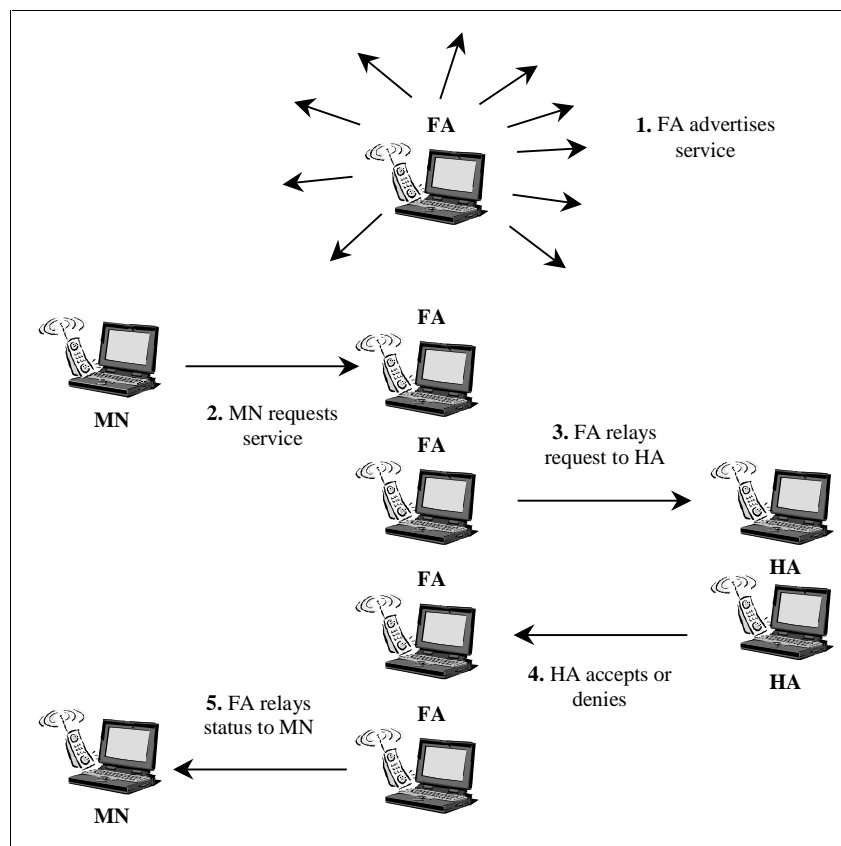 FA
1. FA advertises
service
FA
MN
2. MN requests
service
FA
3. FA relays
request to HA
HA
FA
4. HA accepts or
denies
HA
5. FA relays
status to MN
FA
MN